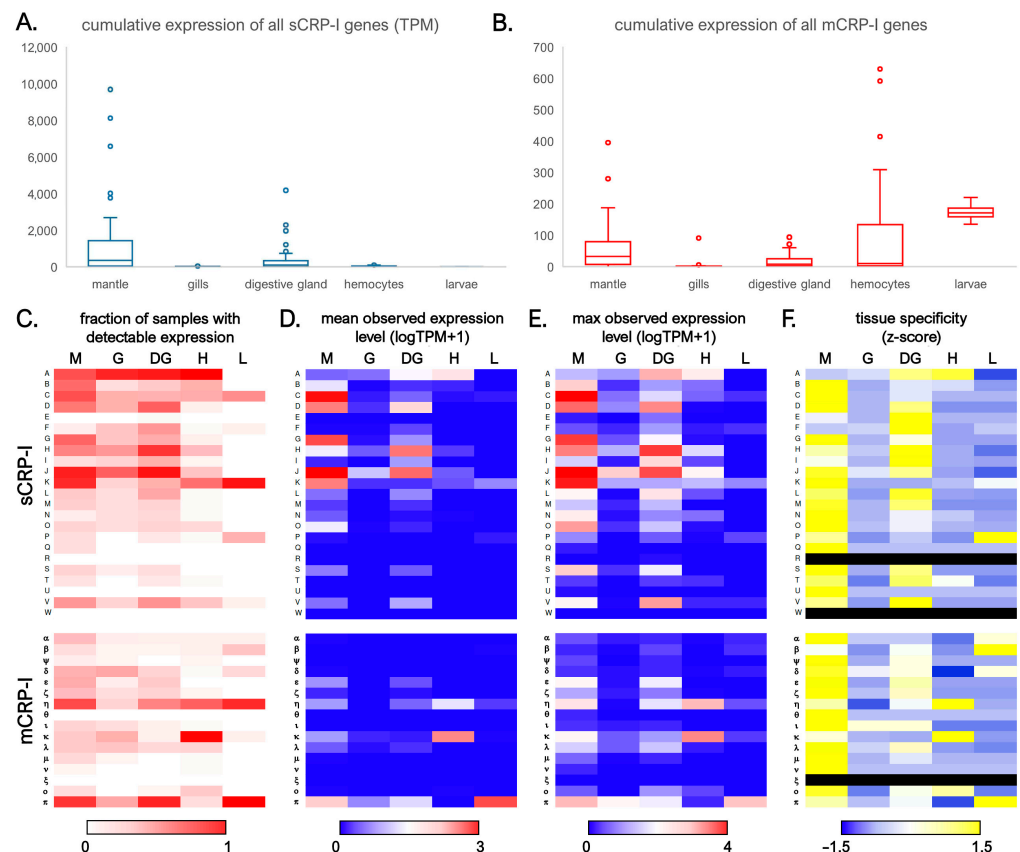 A. cumulative expression of all sCRP-I genes (TPM)
12,000
10,000
8,000
6,000
4,000
2,000
0
mantle gills digestive gland hemocytes larvae
B. cumulative expression of all mCRP-I genes
700
600
500
400
300
200
100
0
mantle gills digestive gland hemocytes larvae
C. fraction of samples with
detectable expression
M G DG H L
D. mean observed expression
level (logTPM+1)
M G DG H L
E. max observed expression
level (logTPM+1)
M G DG H L
F. tissue specificity
(z-score)
M G DG H L
sCRP-I
A
B
C
D
E
F
G
H
I
J
K
L
M
N
O
P
Q
R
S
T
U
V
W
A
B
C
D
E
F
G
H
I
J
K
L
M
N
O
P
Q
R
S
T
U
V
W
A
B
C
D
E
F
G
H
I
J
K
L
M
N
O
P
Q
R
S
T
U
V
W
A
B
C
D
E
F
G
H
I
J
K
L
M
N
O
P
Q
R
S
T
U
V
W
mCRP-I
α
β
ψ
δ
ε
ζ
η
θ
ι
κ
λ
μ
ν
ξ
ο
π
α
β
ψ
δ
ε
ζ
η
θ
ι
κ
λ
μ
ν
ξ
ο
π
α
β
ψ
δ
ε
ζ
η
θ
ι
κ
λ
μ
ν
ξ
ο
π
α
β
ψ
δ
ε
ζ
η
θ
ι
κ
λ
μ
ν
ξ
ο
π
0 1
0 3
0 4
−1.5 1.5